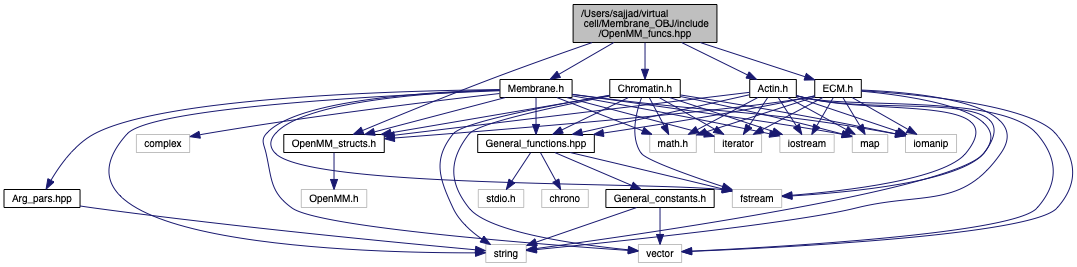 /Users/sajjad/virtual
cell/Membrane_OBJ/include
/OpenMM_funcs.hpp
Membrane.h
Chromatin.h
Actin.h
ECM.h
complex
OpenMM_structs.h
General_functions.hpp
math.h
iterator
iostream
map
iomanip
Arg_pars.hpp
OpenMM.h
stdio.h
chrono
General_constants.h
fstream
string
vector